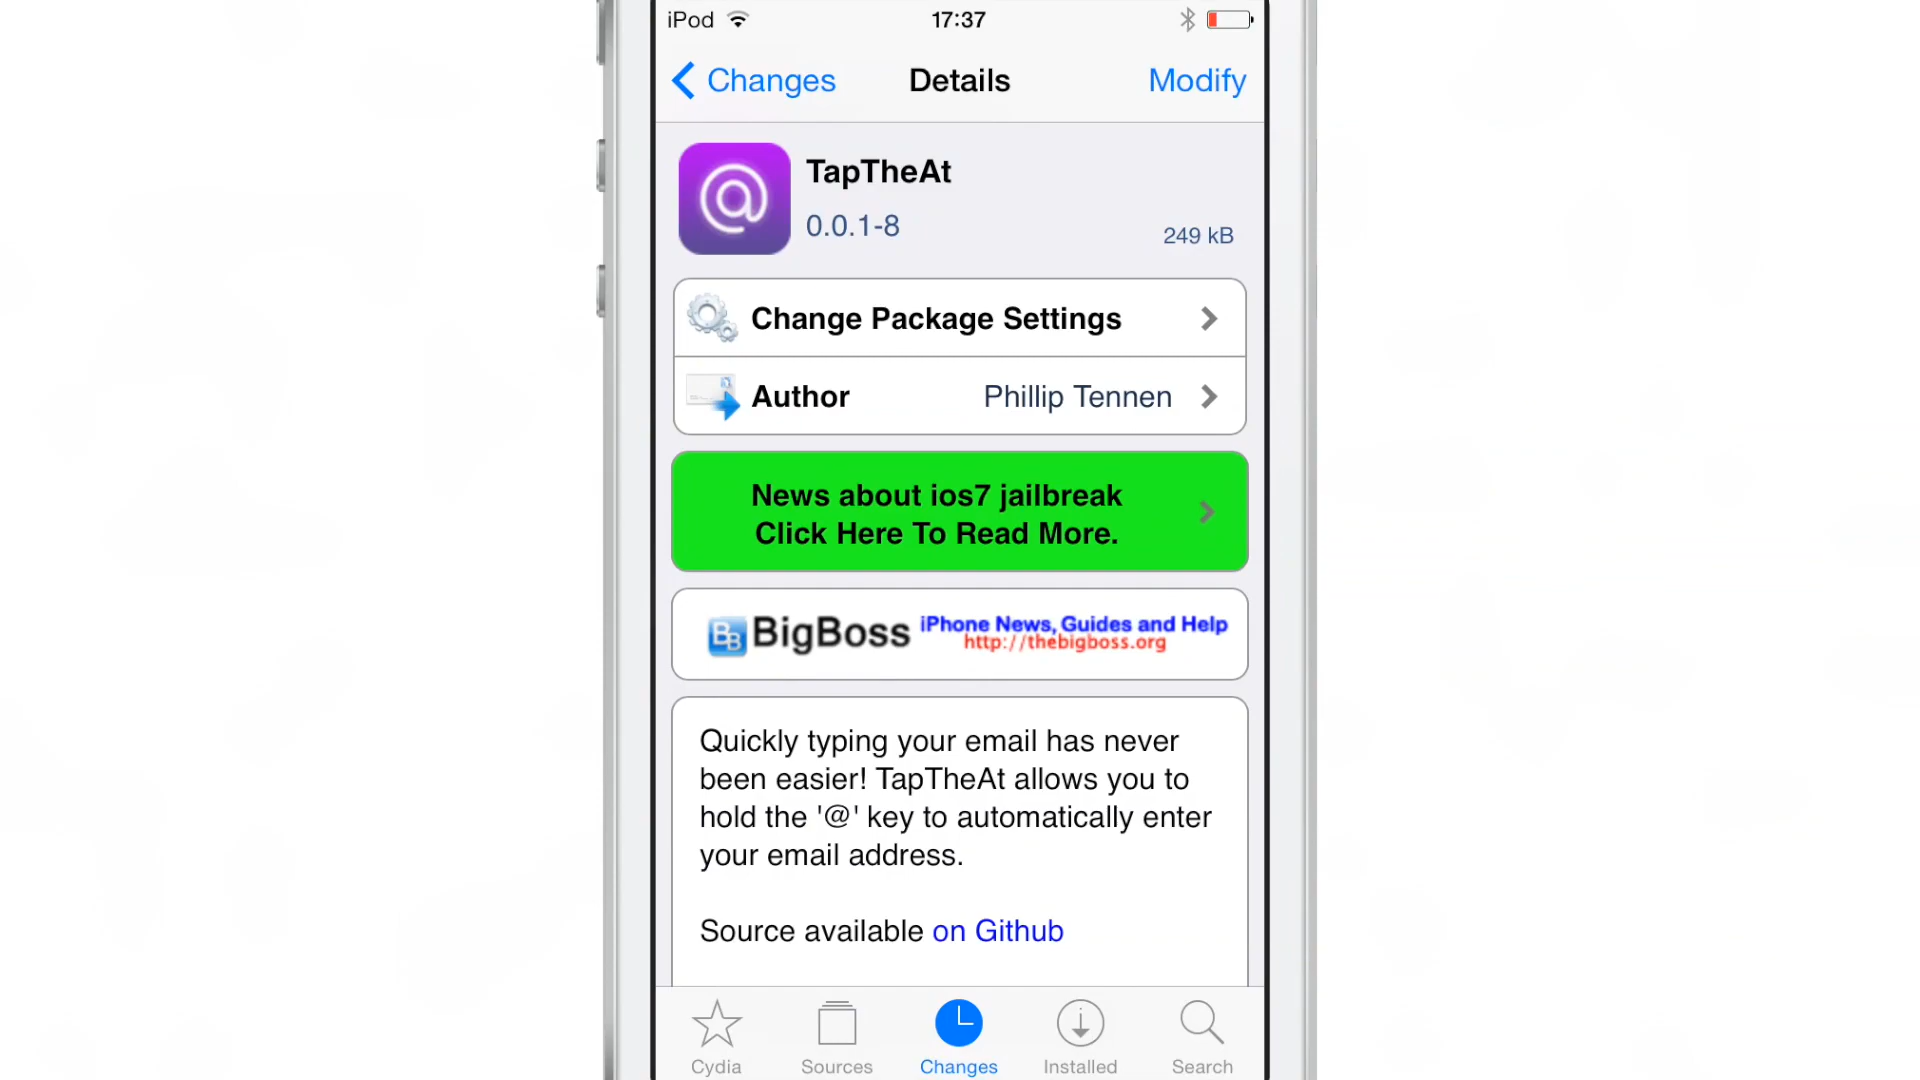 iPod 17:37
Changes Details Modify
TapTheAt
0.0.1-8 249 kB
Change Package Settings
Author Phillip Tennen
News about ios7 jailbreak
Click Here To Read More.
BB BigBoss iPhone News, Guides and Help
http://thebigboss.org
Quickly typing your email has never
been easier! TapTheAt allows you to
hold the '@' key to automatically enter
your email address.
Source available on Github
Cydia Sources Changes Installed Search